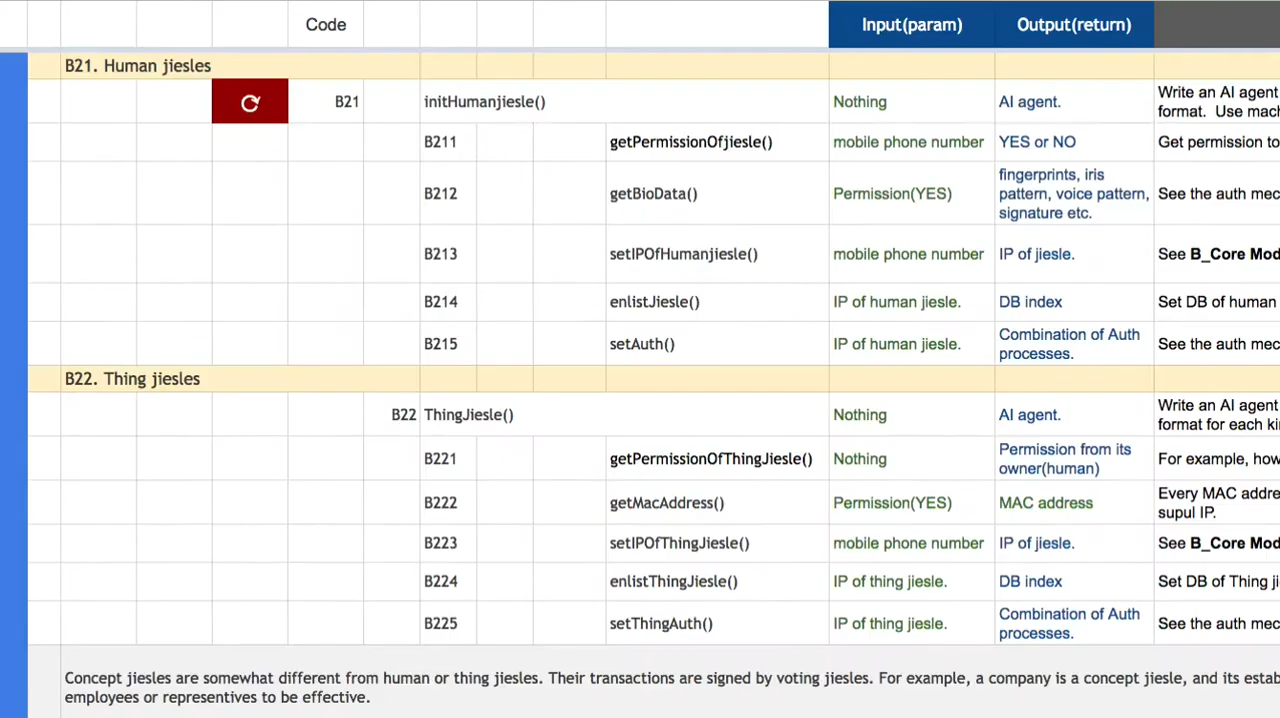 Code Input(param) Output(return)
B21. Human jiesles
B21 initHumanjiesle() Nothing AI agent. Write an AI agent
format. Use mach
B211 getPermissionOfjiesle() mobile phone number YES or NO Get permission to
B212 getBioData() Permission(YES) fingerprints, iris
pattern, voice pattern,
signature etc. See the auth mec
B213 setIPOfHumanjiesle() mobile phone number IP of jiesle. See B_Core Mod
B214 enlistJiesle() IP of human jiesle. DB index Set DB of human
B215 setAuth() IP of human jiesle. Combination of Auth
processes. See the auth mec
B22. Thing jiesles
B22 ThingJiesle() Nothing AI agent. Write an AI agent
format for each ki
B221 getPermissionOfThingJiesle() Nothing Permission from its
owner(human) For example, how
B222 getMacAddress() Permission(YES) MAC address Every MAC addre
supul IP.
B223 setIPOfThingJiesle() mobile phone number IP of jiesle. See B_Core Mod
B224 enlistThingJiesle() IP of thing jiesle. DB index Set DB of Thing ji
B225 setThingAuth() IP of thing jiesle. Combination of Auth
processes. See the auth mec
Concept jiesles are somewhat different from human or thing jiesles. Their transactions are signed by voting jiesles. For example, a company is a concept jiesle, and its estab
employees or representives to be effective.